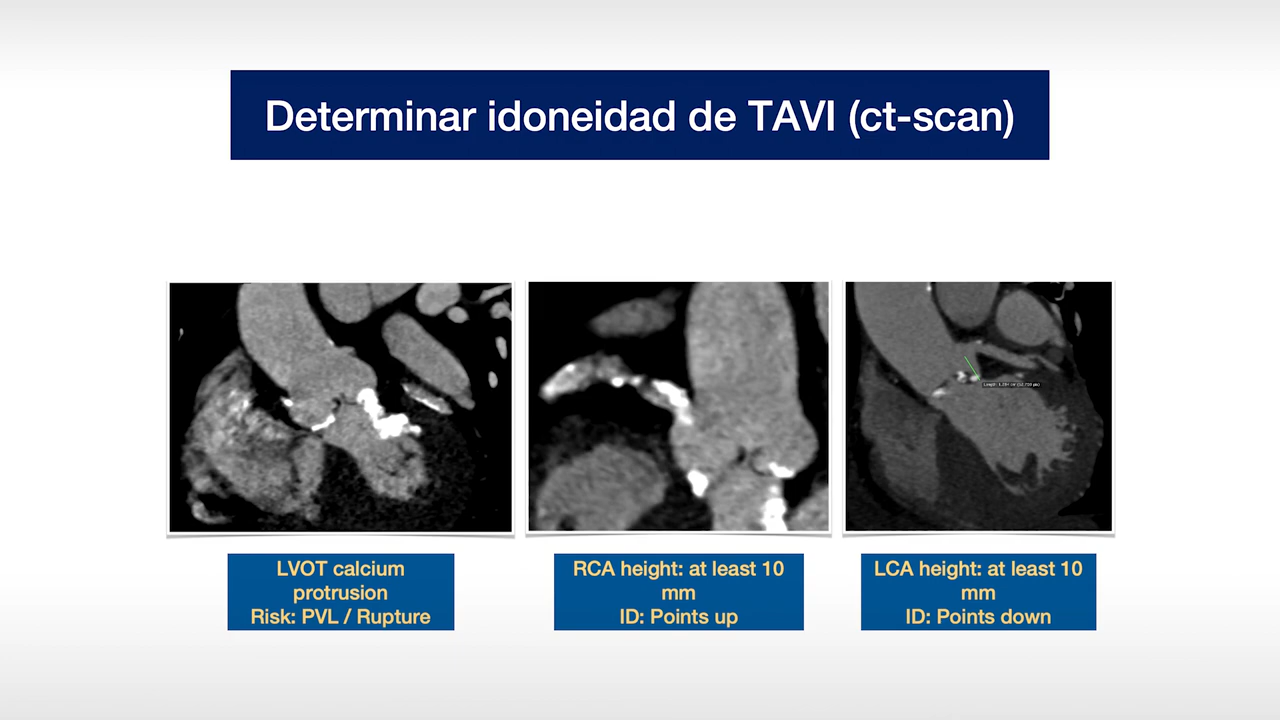 Determinar idoneidad de TAVI (ct-scan)
LVOT calcium
protrusion
Risk: PVL / Rupture
RCA height: at least 10
mm
ID: Points up
LCA height: at least 10
mm
ID: Points down